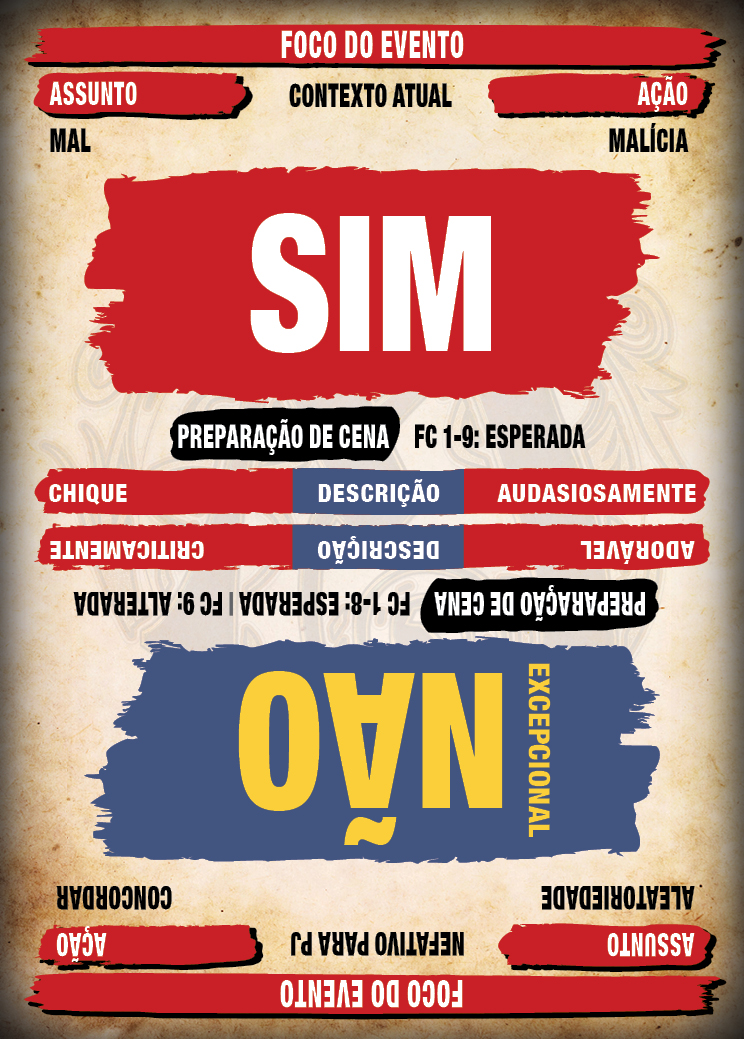 FOCO DO EVENTO
ASSUNTO CONTEXTO ATUAL AÇÃO
MAL MALÍCIA
SIM
PREPARAÇÃO DE CENA FC 1-9: ESPERADA
CHIQUE DESCRIÇÃO AUDASIOSAMENTE
ADORÁVEL DESCRIÇÃO CRITICAMENTE
PREPARAÇÃO DE CENA FC 1-8: ESPERADA | FC 9: ALTERADA
EXCEPCIONAL
NÃO
ALEATORIEDADE CONCORDAR
ASSUNTO NEFATIVO PARA PJ AÇÃO
FOCO DO EVENTO